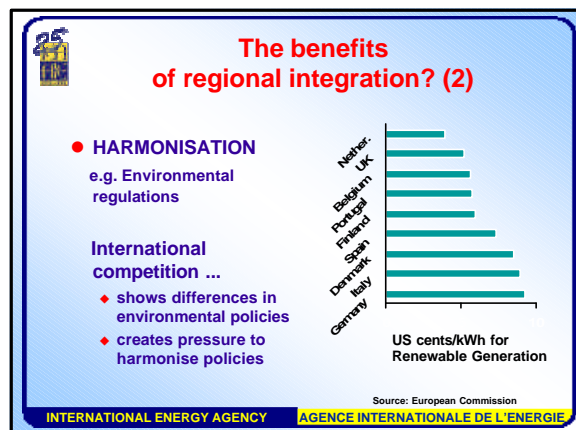 25
The benefits
of regional integration? (2)
HARMONISATION
e.g. Environmental
regulations
International
competition ...
shows differences in
environmental policies
creates pressure to
harmonise policies
Nether.
UK
Belgium
Portugal
Finland
Spain
Denmark
Italy
Germany
US cents/kWh for
Renewable Generation
Source: European Commission
INTERNATIONAL ENERGY AGENCY
AGENCE INTERNATIONALE DE L'ENERGIE